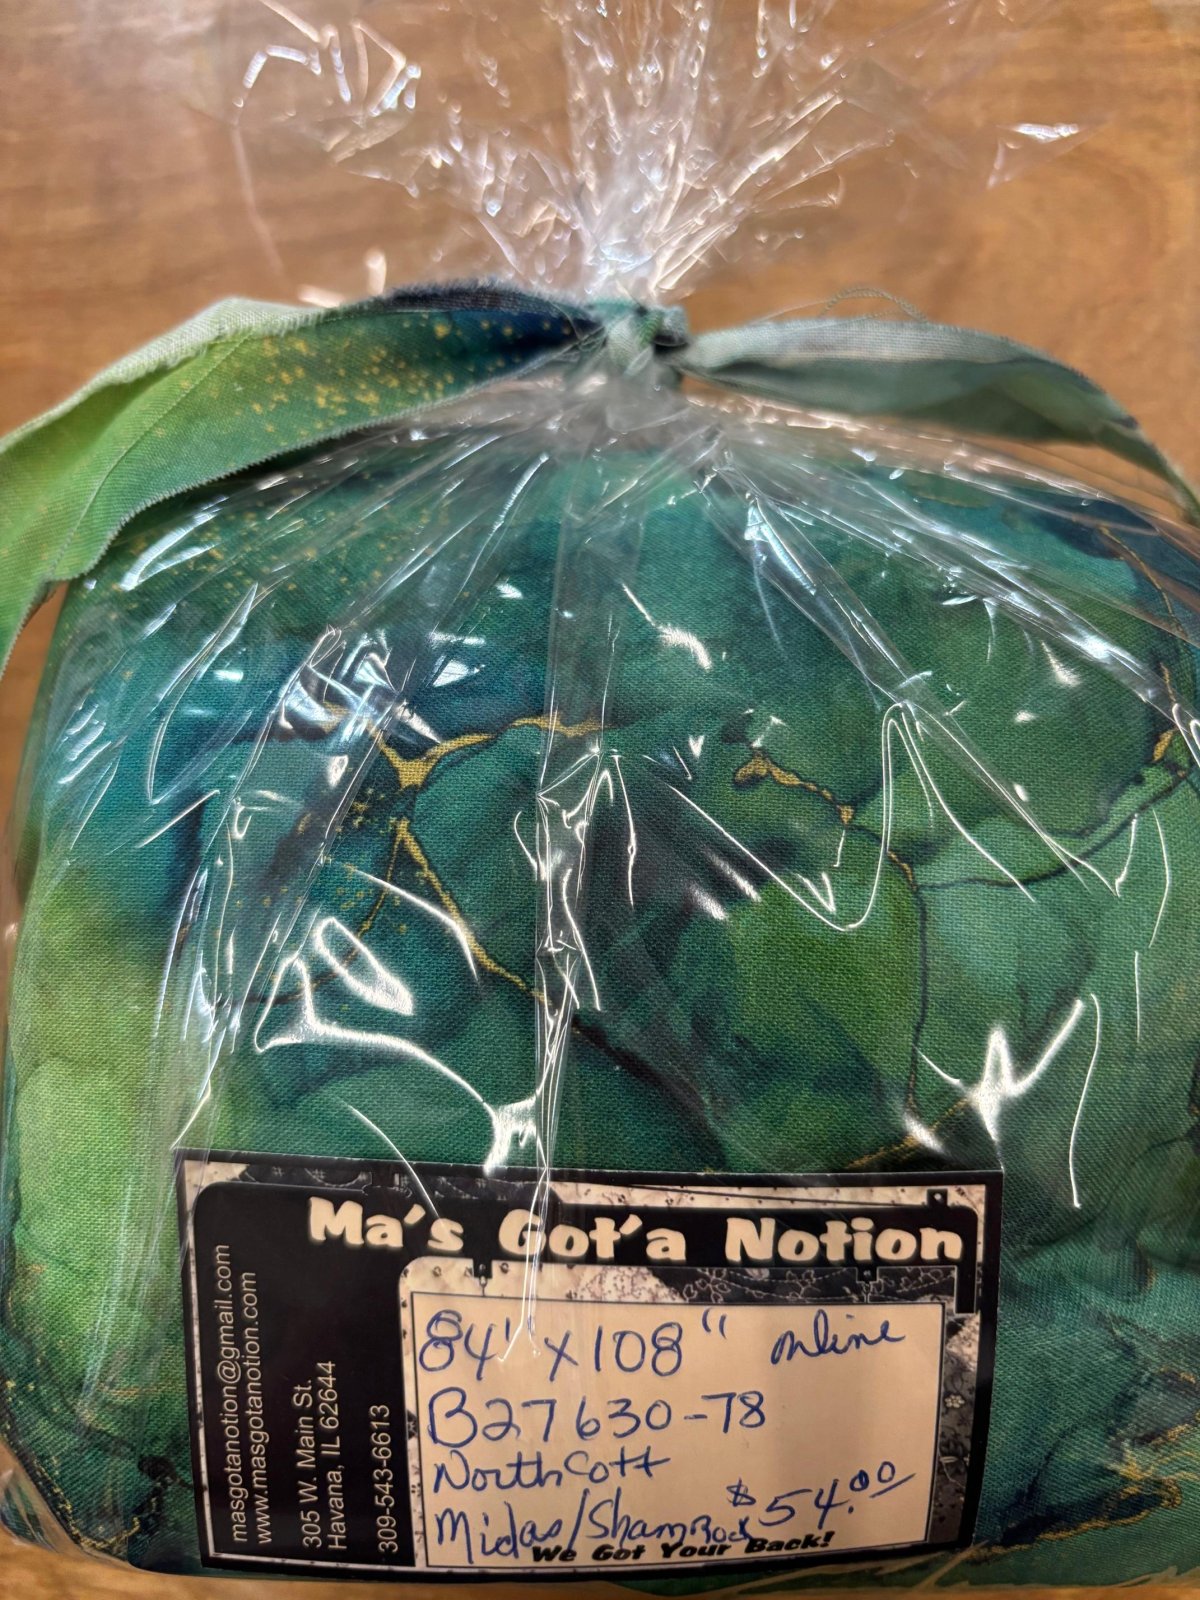 Ma's Got'a Notion
masgotanotion@gmail.com
www.masgotanotion.com
305 W. Main St.
Havana, IL 62644
309-543-6613
84" x 108" online
B27630-78
Northcott
Midas/Shamrock $54.00
We Got Your Back!